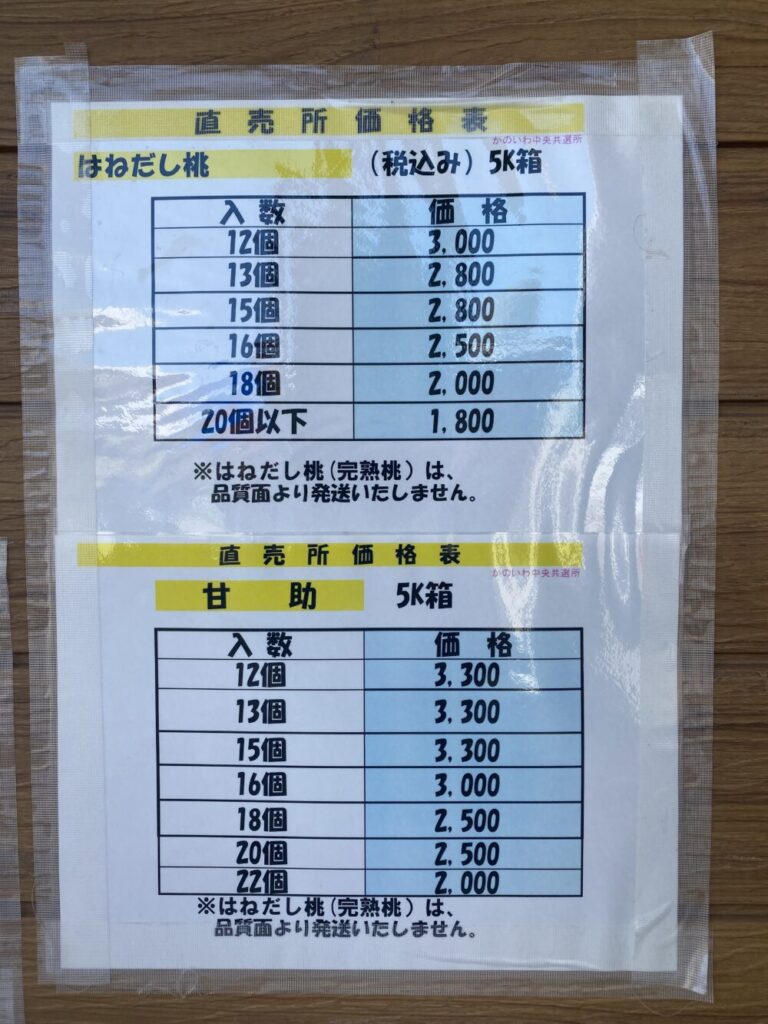 直売所価格表
かのいわ中央共選所
はねだし桃 (税込み) 5K箱
入数 価格
12個 3,000
13個 2,800
15個 2,800
16個 2,500
18個 2,000
20個以下 1,800
※はねだし桃(完熟桃)は、
品質面より発送いたしません。
直売所価格表
かのいわ中央共選所
甘助 5K箱
入数 価格
12個 3,300
13個 3,300
15個 3,300
16個 3,000
18個 2,500
20個 2,500
22個 2,000
※はねだし桃(完熟桃)は、
品質面より発送いたしません。